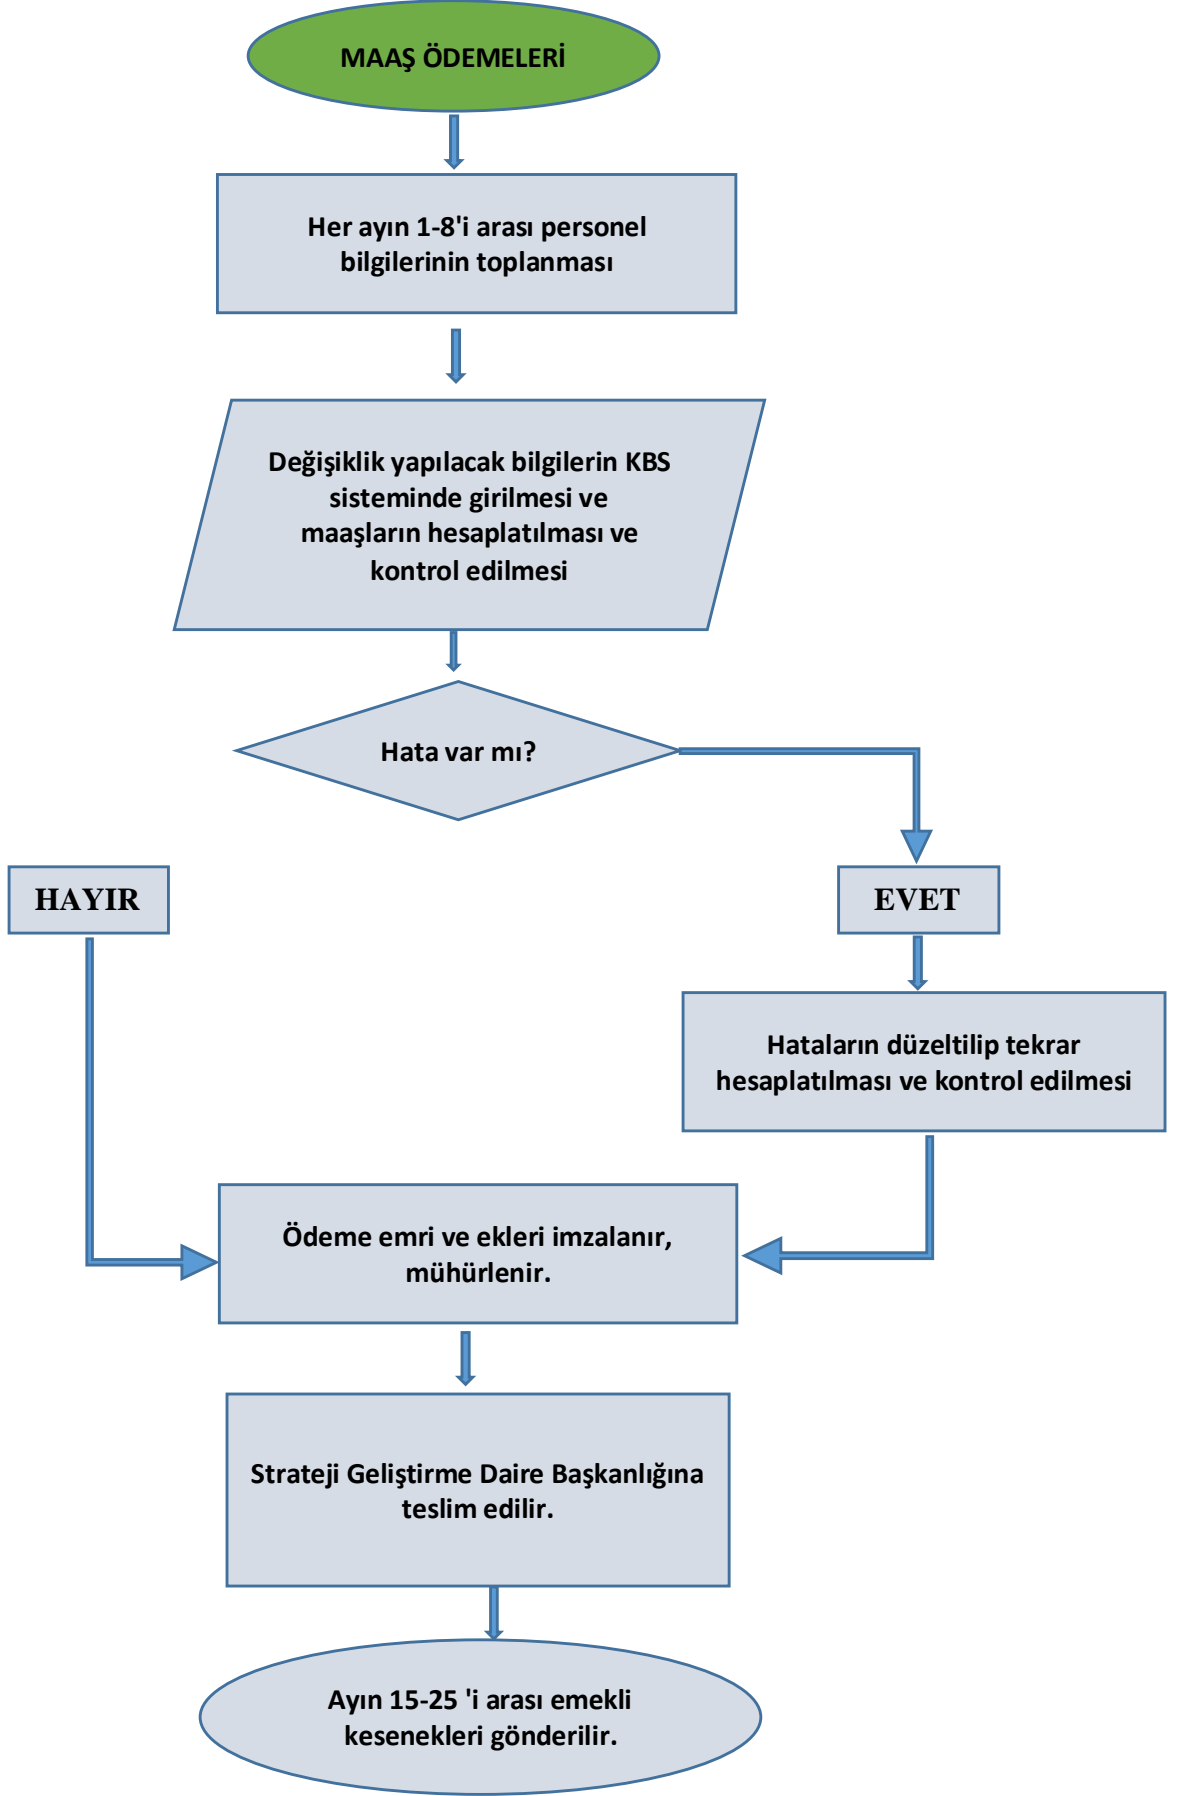 MAAŞ ÖDEMELERİ
Her ayın 1-8'i arası personel
bilgilerinin toplanması
Değişiklik yapılacak bilgilerin KBS
sisteminde girilmesi ve
maaşların hesaplatılması ve
kontrol edilmesi
Hata var mı?
HAYIR
EVET
Hataların düzeltilip tekrar
hesaplatılması ve kontrol edilmesi
Ödeme emri ve ekleri imzalanır,
mühürlenir.
Strateji Geliştirme Daire Başkanlığına
teslim edilir.
Ayın 15-25 'i arası emekli
kesenekleri gönderilir.